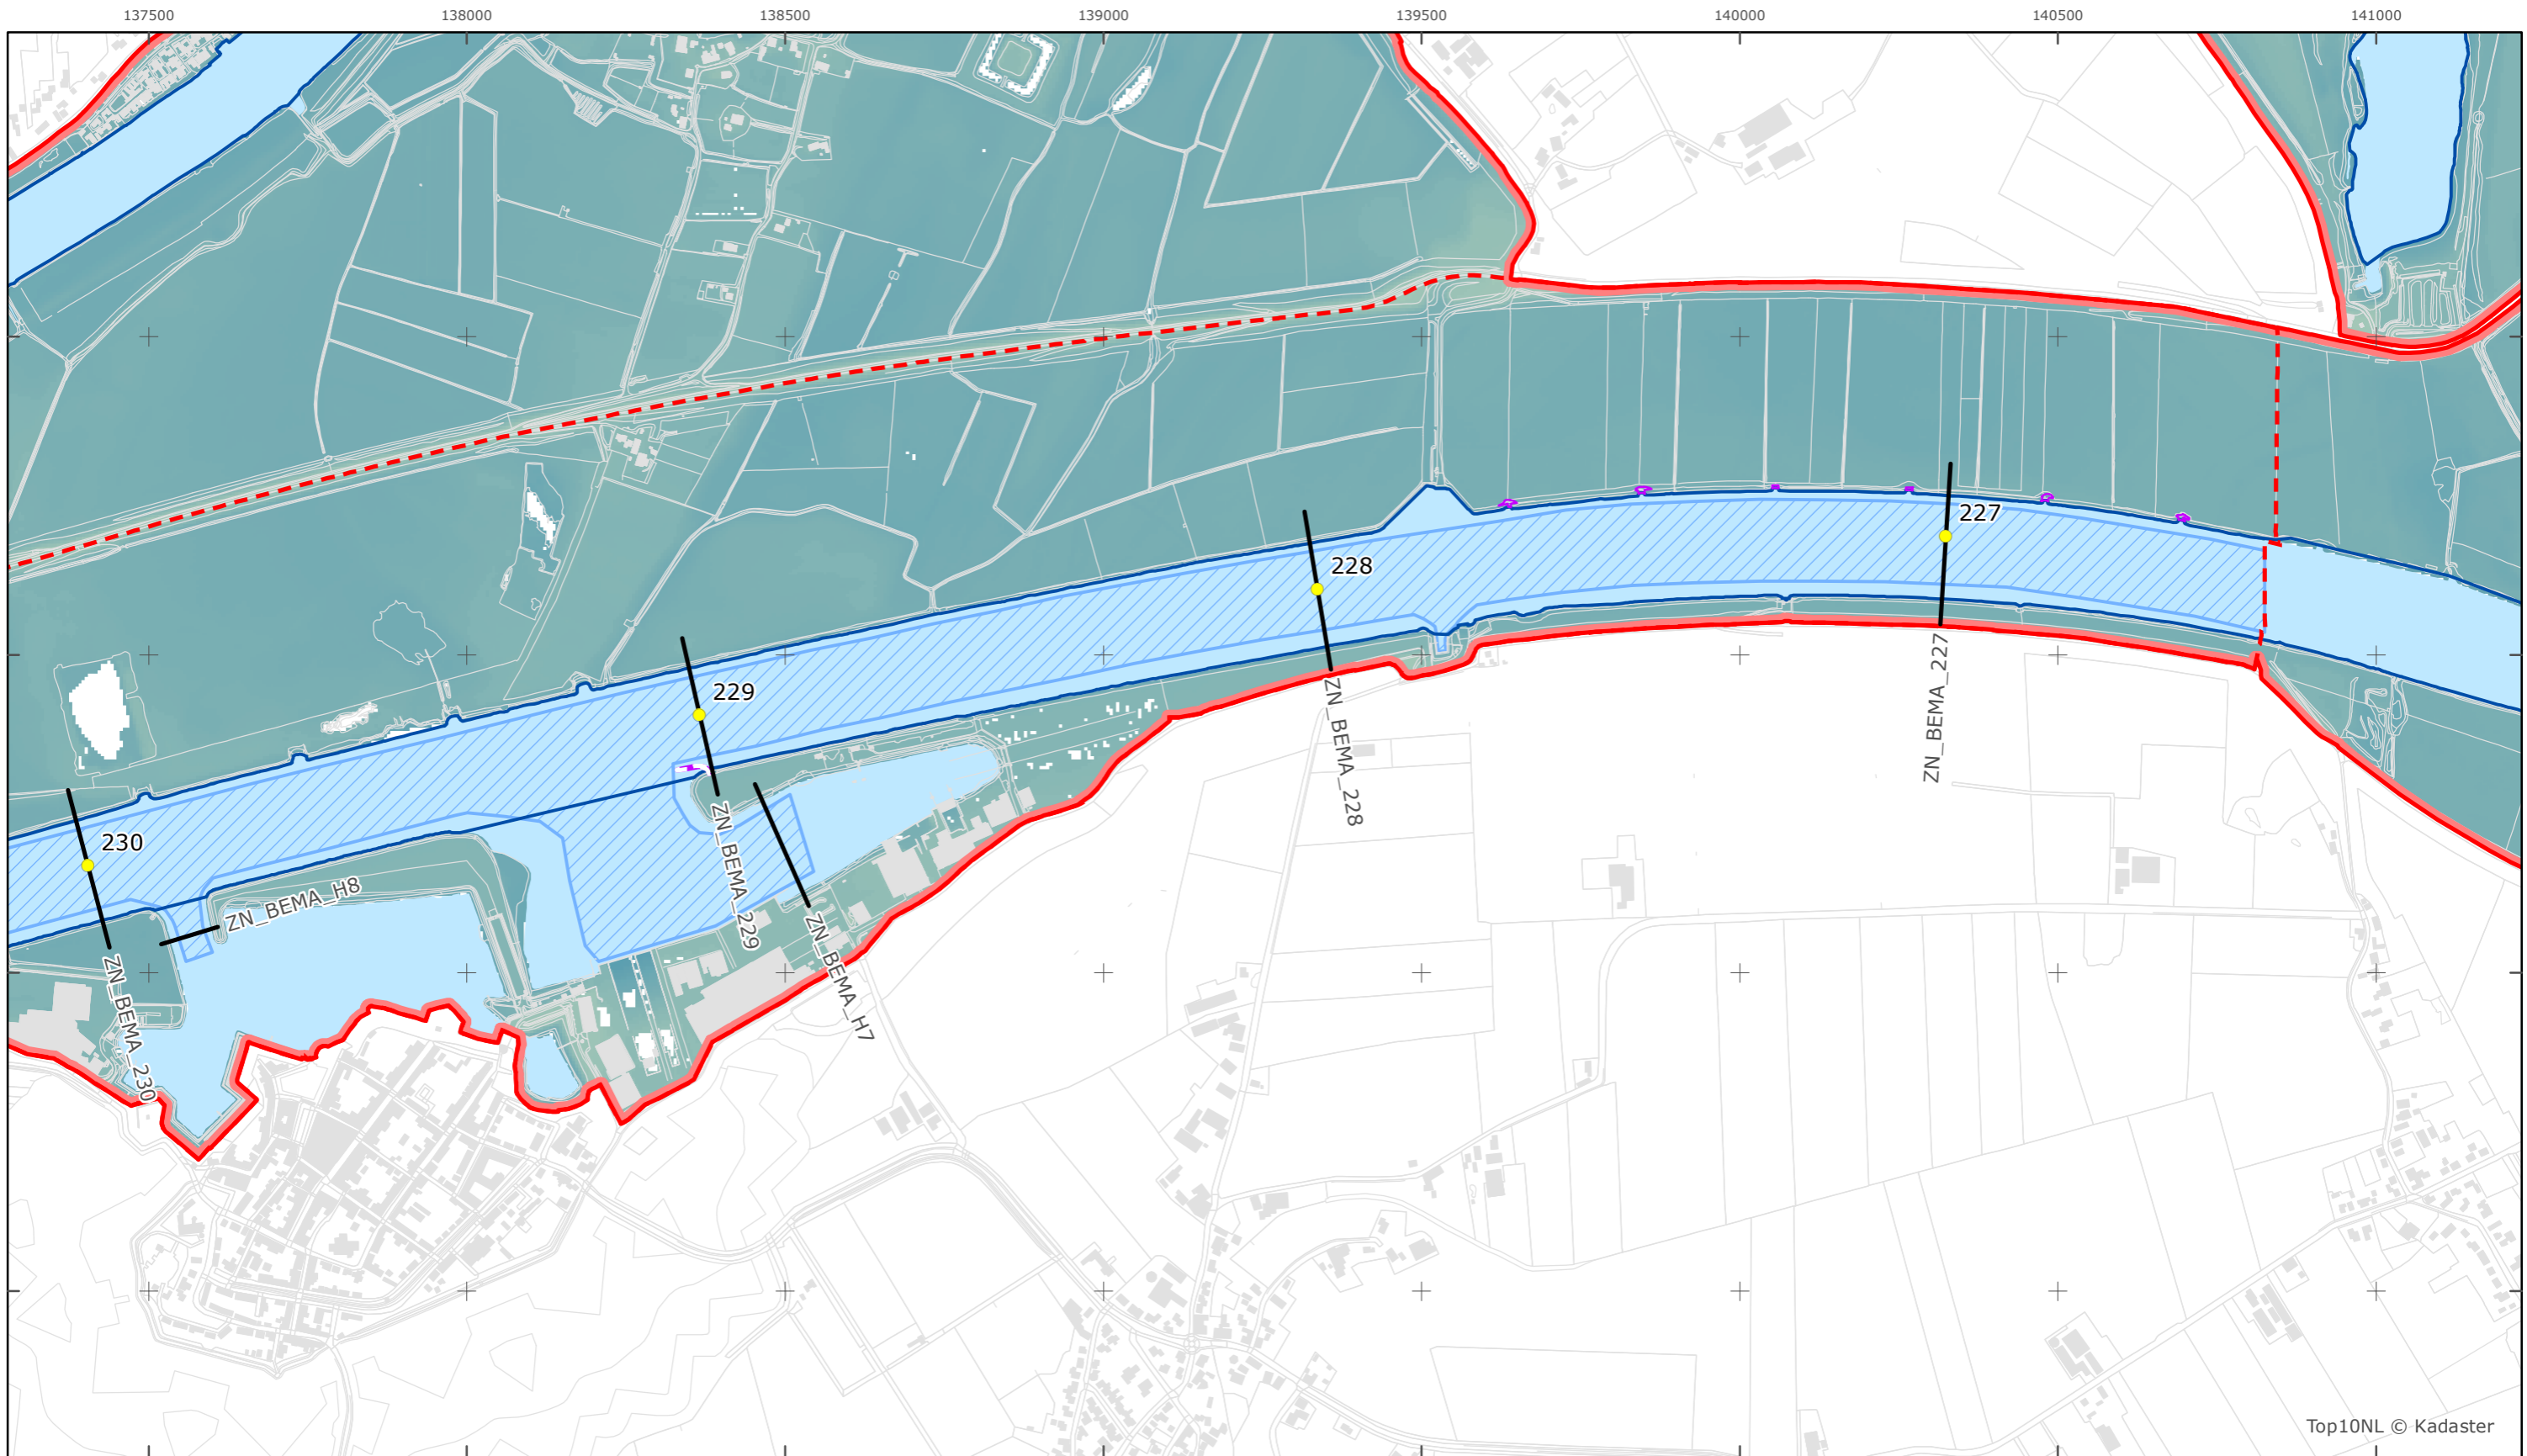 137500 138000 138500 139000 139500 140000 140500 141000
227
228
229
230
ZN_BEMA_227
ZN_BEMA_228
ZN_BEMA_229
ZN_BEMA_H8
ZN_BEMA_H7
ZN_BEMA_230
Top10NL © Kadaster